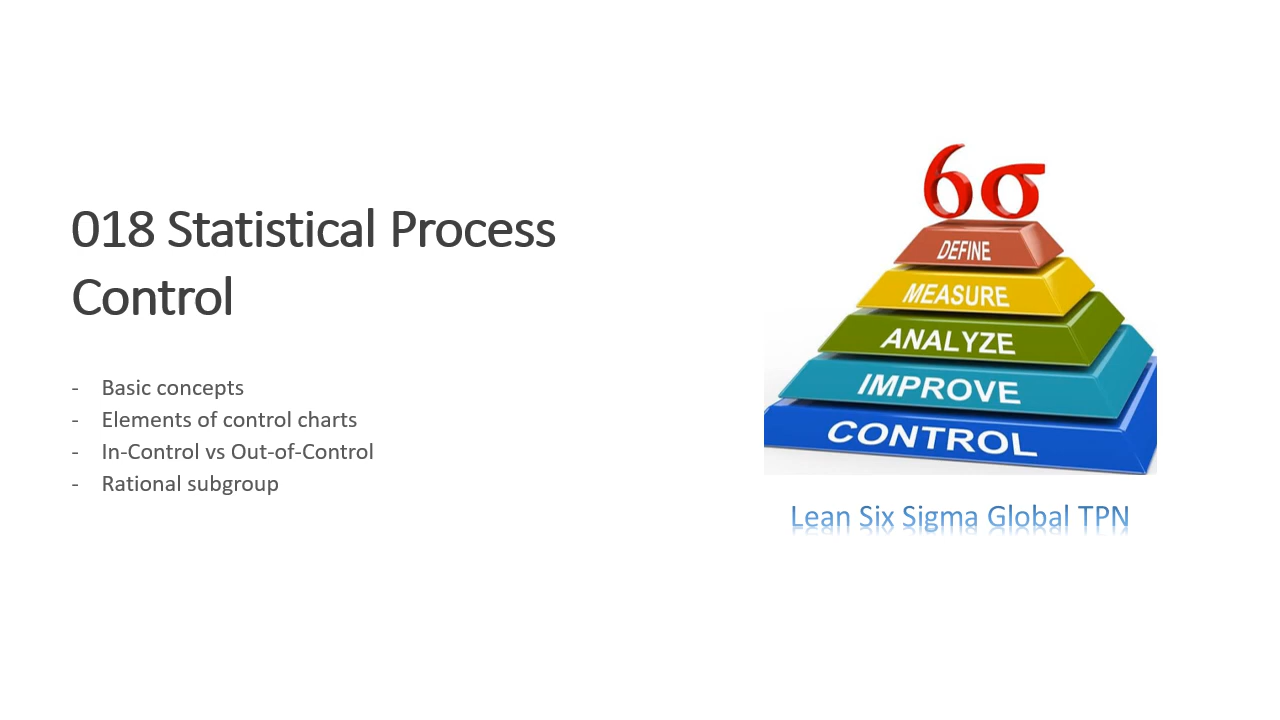 018 Statistical Process
Control
- Basic concepts
- Elements of control charts
- In-Control vs Out-of-Control
- Rational subgroup
6σ
DEFINE
MEASURE
ANALYZE
IMPROVE
CONTROL
Lean Six Sigma Global TPN